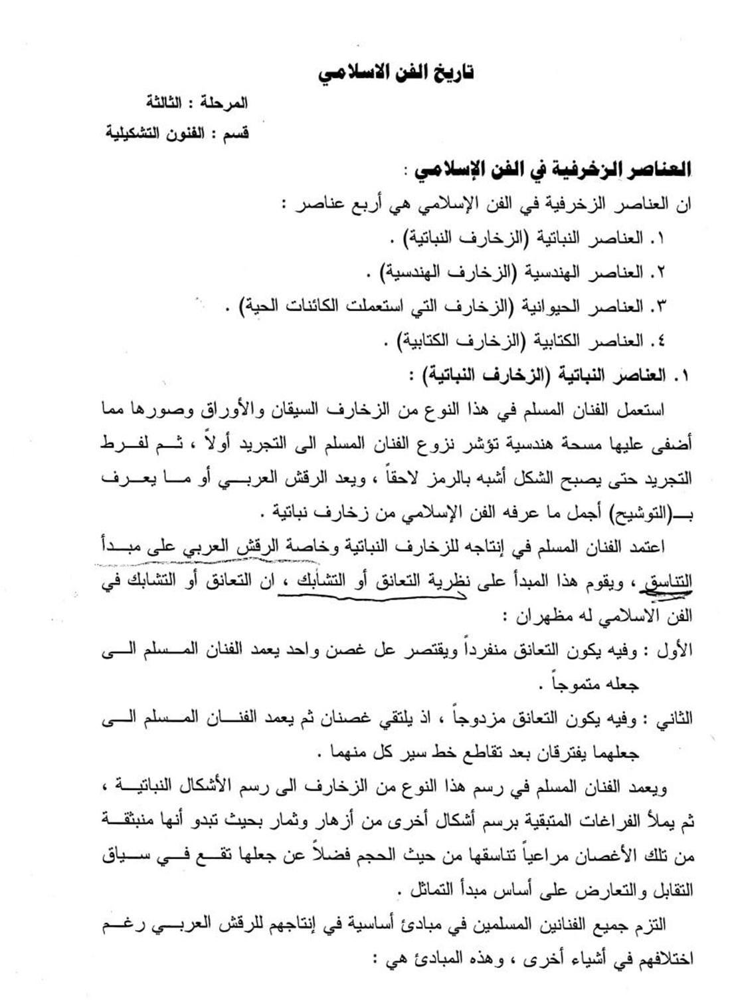 تاريخ الفن الاسلامي
المرحلة : الثالثة
قسم : الفنون التشكيلية
العناصر الزخرفية في الفن الإسلامي :
ان العناصر الزخرفية في الفن الإسلامي هي أربع عناصر :
١. العناصر النباتية (الزخارف النباتية) .
٢. العناصر الهندسية (الزخارف الهندسية) .
٣. العناصر الحيوانية (الزخارف التي استعملت الكائنات الحية) .
٤. العناصر الكتابية (الزخارف الكتابية) .
١. العناصر النباتية (الزخارف النباتية) :
استعمل الفنان المسلم في هذا النوع من الزخارف السيقان والأوراق وصورها مما
أضفى عليها مسحة هندسية تؤشر نزوع الفنان المسلم الى التجريد أولاً ، ثم لفرط
التجريد حتى يصبح الشكل أشبه بالرمز لاحقاً ، ويعد الرقش العربي أو ما يعرف
بـ(التوشيح) أجمل ما عرفه الفن الإسلامي من زخارف نباتية .
اعتمد الفنان المسلم في إنتاجه للزخارف النباتية وخاصة الرقش العربي على مبدأ
التناسق ، ويقوم هذا المبدأ على نظرية التعانق أو التشابك ، ان التعانق أو التشابك في
الفن الاسلامي له مظهران :
الأول : وفيه يكون التعانق منفرداً ويقتصر عل غصن واحد يعمد الفنان المسلم الى
جعله متموجاً .
الثاني : وفيه يكون التعانق مزدوجاً ، اذ يلتقي غصنان ثم يعمد الفنان المسلم الى
جعلهما يفترقان بعد تقاطع خط سير كل منهما .
ويعمد الفنان المسلم في رسم هذا النوع من الزخارف الى رسم الأشكال النباتية ،
ثم يملأ الفراغات المتبقية برسم أشكال أخرى من أزهار وثمار بحيث تبدو أنها منبثقة
من تلك الأغصان مراعياً تناسقها من حيث الحجم فضلاً عن جعلها تقع في سياق
التقابل والتعارض على أساس مبدأ التماثل .
التزم جميع الفنانين المسلمين في مبادئ أساسية في إنتاجهم للرقش العربي رغم
اختلافهم في أشياء أخرى ، وهذه المبادئ هي :